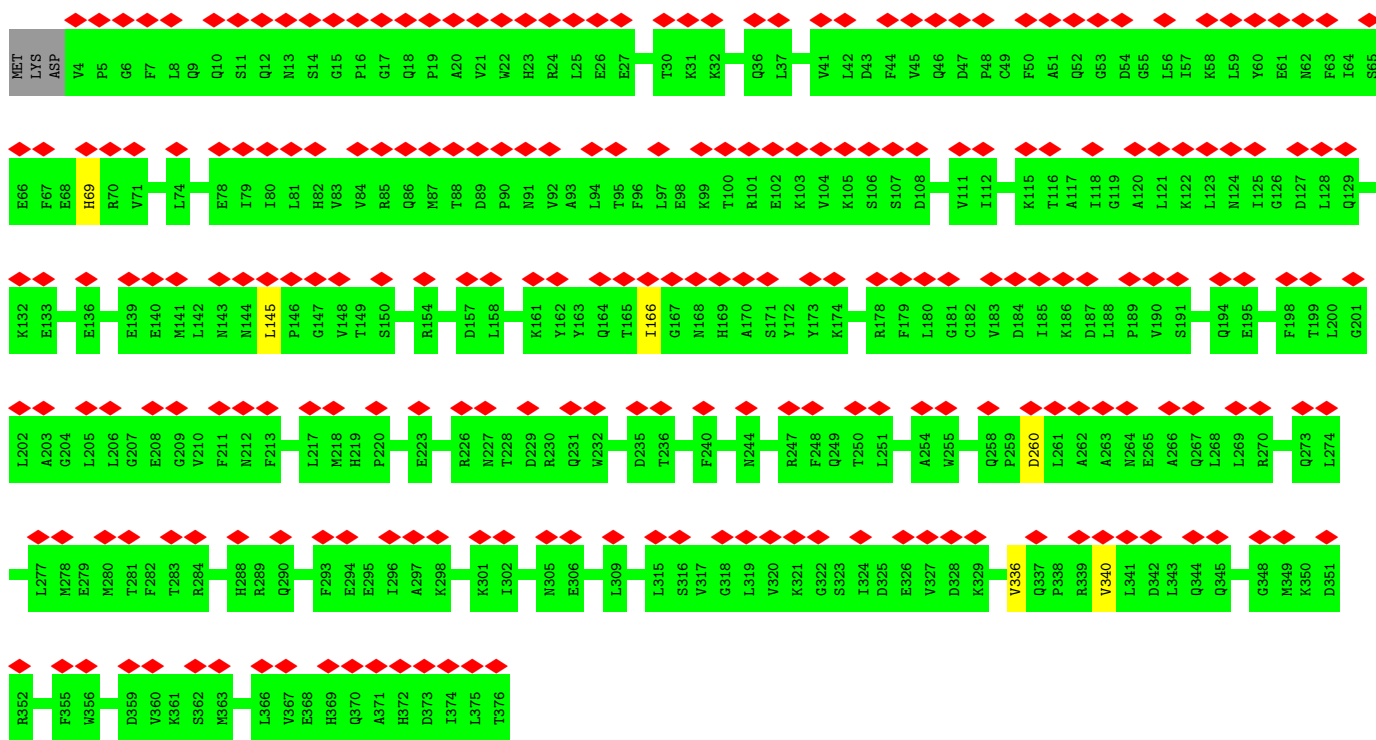 MET LYS ASP V4 P5 G6 F7 L8 Q9 Q10 S11 Q12 N13 S14 G15 P16 G17 Q18 P19 A20 V21 W22 H23 R24 L25 E26 E27 T30 K31 K32 Q36 L37 V41 L42 D43 F44 V45 Q46 D47 P48 C49 F50 A51 Q52 G53 D54 G55 L56 I57 K58 L59 Y60 E61 N62 F63 I64 S65
E66 F67 E68 H69 R70 V71 L74 E78 I79 I80 L81 H82 V83 V84 R85 Q86 M87 T88 D89 P90 N91 V92 A93 L94 T95 F96 L97 E98 K99 T100 R101 E102 K103 V104 K105 S106 S107 D108 V111 I112 K115 T116 A117 I118 G119 A120 L121 K122 L123 N124 I125 G126 D127 L128 Q129
K132 E133 E136 E139 E140 M141 L142 N143 N144 L145 P146 G147 V148 T149 S150 R154 D157 L158 K161 Y162 Y163 Q164 T165 I166 G167 N168 H169 A170 S171 Y172 Y173 K174 R178 F179 L180 G181 C182 V183 D184 I185 K186 D187 L188 P189 V190 S191 Q194 E195 F198 T199 L200 G201
L202 A203 G204 L205 L206 G207 E208 G209 V210 F211 N212 F213 L217 M218 H219 P220 E223 R226 N227 T228 D229 R230 Q231 W232 D235 T236 F240 N244 R247 F248 Q249 T250 L251 A254 W255 Q258 P259 D260 L261 A262 A263 N264 E265 A266 Q267 L268 L269 R270 Q273 L274
L277 M278 E279 M280 T281 F282 T283 R284 H288 R289 Q290 F293 E294 E295 I296 A297 K298 K301 I302 N305 E306 L309 L315 S316 V317 G318 L319 V320 K321 G322 S323 I324 D325 E326 V327 D328 K329 V336 Q337 P338 R339 V340 L341 D342 L343 Q344 Q345 G348 M349 K350 D351
R352 F355 W356 D359 V360 K361 S362 M363 L366 V367 E368 H369 Q370 A371 H372 D373 I374 L375 T376